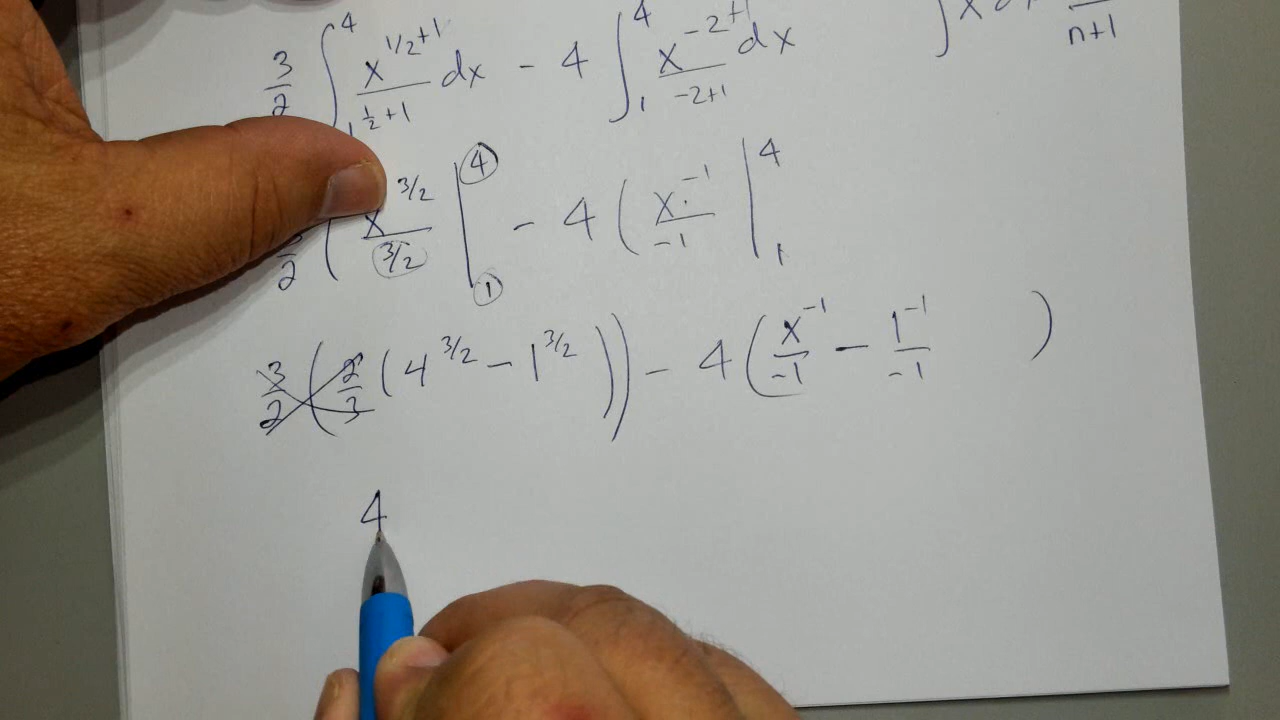 3/2 ∫₁⁴ x^(1/2+1)/(1/2+1) dx - 4 ∫₁⁴ x^(-2+1)/(-2+1) dx ∫ x n+1
3/2 ( x^(3/2)/(3/2) |₁⁴ - 4 ( x^(-1)/-1 |₁⁴
3/2 ( 2/3 ( 4^(3/2) - 1^(3/2) )) - 4 ( x^(-1)/-1 - 1^(-1)/-1 )
4